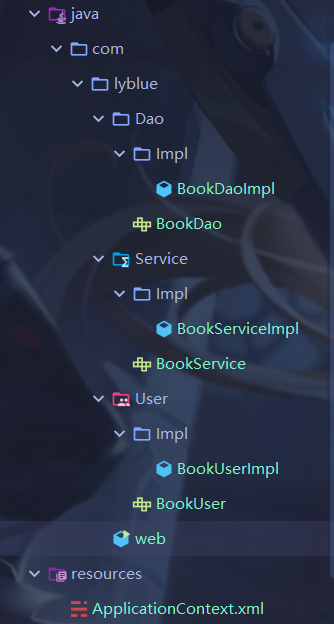 java
com
lyblue
Dao
Impl
BookDaoImpl
BookDao
Service
Impl
BookServiceImpl
BookService
User
Impl
BookUserImpl
BookUser
web
resources
ApplicationContext.xml